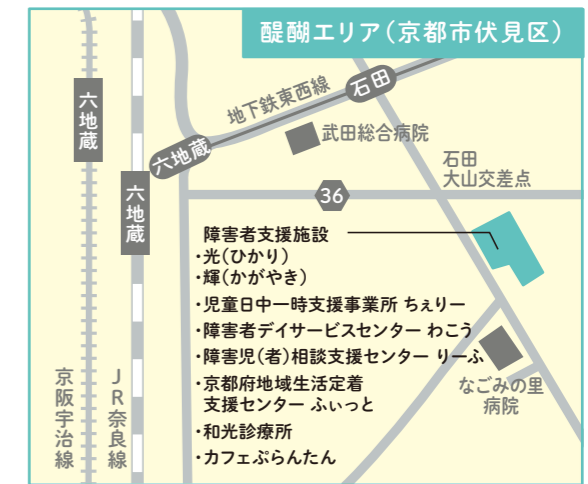 醍醐エリア（京都市伏見区）
六地蔵
地下鉄東西線
石田
武田総合病院
六地蔵
石田
大山交差点
六地蔵
36
障害者支援施設
・光（ひかり）
・輝（かがやき）
・児童日中一時支援事業所 ちぇりー
・障害者デイサービスセンター わこう
・障害児（者）相談支援センター りーふ
・京都府地域生活定着
支援センター ふぃっと
・和光診療所
・カフェぷらんたん
なごみの里
病院
京阪宇治線
JR奈良線